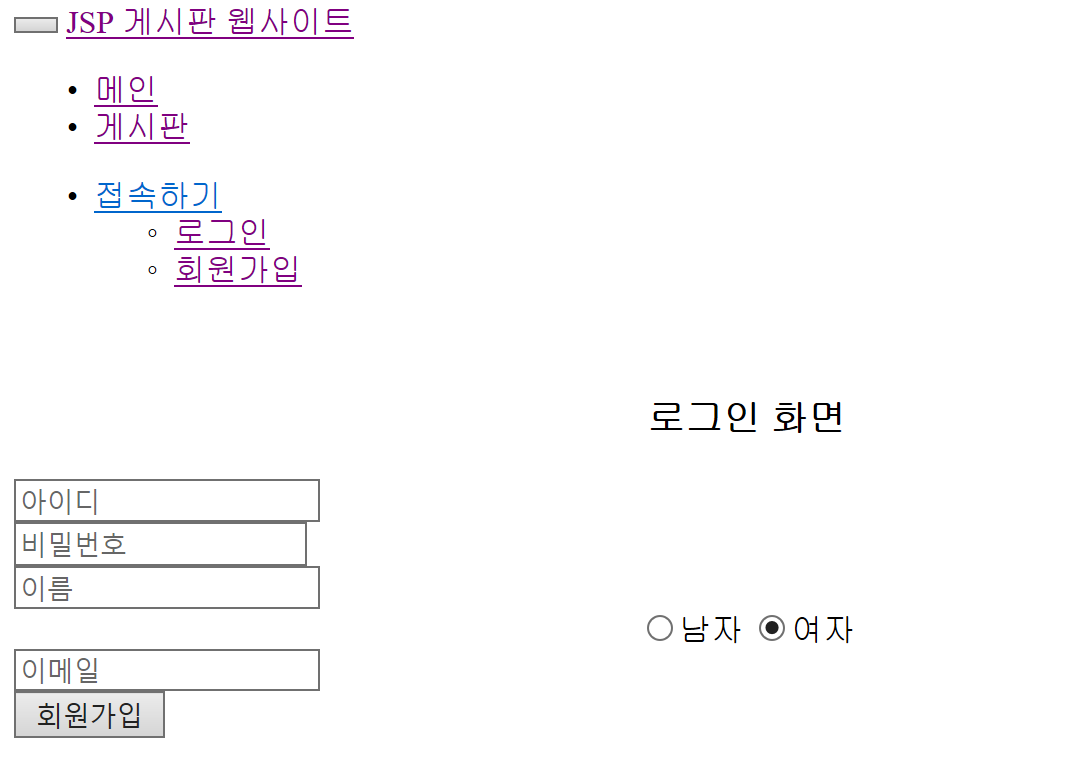 JSP 게시판 웹사이트
메인
게시판
접속하기
로그인
회원가입
로그인 화면
아이디
비밀번호
이름
남자 여자
이메일
회원가입